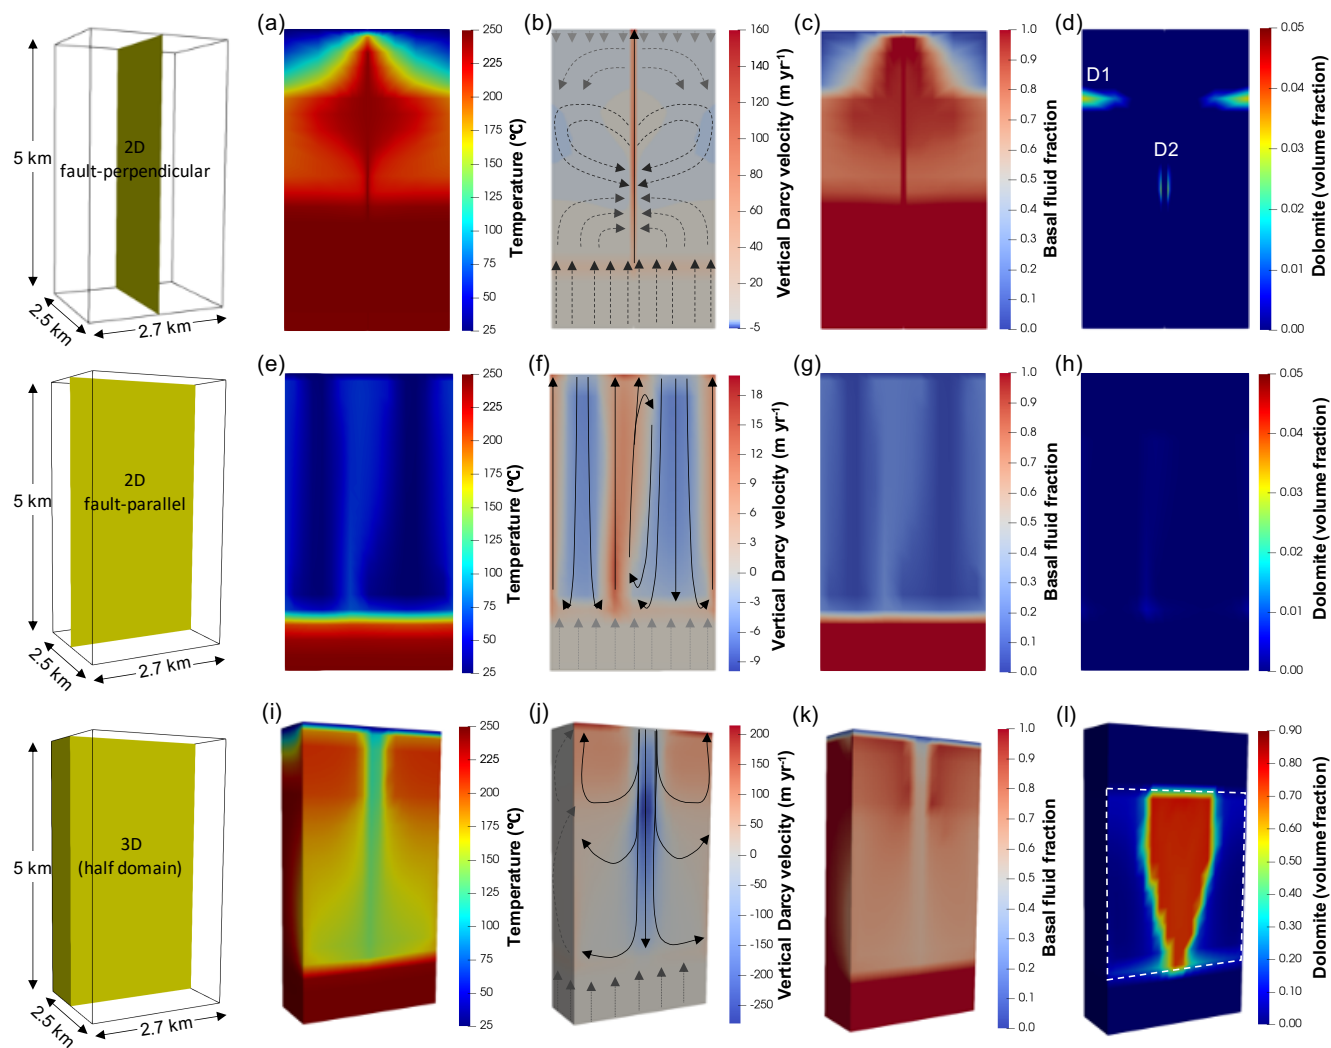 (a)
(b)
(c)
(d)
5 km
2D
fault-perpendicular
2.5 km
2.7 km
250
225
200
175
150
125
100
75
50
25
Temperature (℃)
160
140
120
100
80
60
40
20
-5
Vertical Darcy velocity (m yr⁻¹)
1.0
0.9
0.8
0.7
0.6
0.5
0.4
0.3
0.2
0.1
0.0
Basal fluid fraction
D1
D2
0.05
0.04
0.03
0.02
0.01
0.00
Dolomite (volume fraction)
(e)
(f)
(g)
(h)
5 km
2D
fault-parallel
2.5 km
2.7 km
250
225
200
175
150
125
100
75
50
25
Temperature (℃)
18
15
12
9
6
3
0
-3
-6
-9
Vertical Darcy velocity (m yr⁻¹)
1.0
0.9
0.8
0.7
0.6
0.5
0.4
0.3
0.2
0.1
0.0
Basal fluid fraction
0.05
0.04
0.03
0.02
0.01
0.00
Dolomite (volume fraction)
(i)
(j)
(k)
(l)
5 km
3D
(half domain)
2.5 km
2.7 km
250
225
200
175
150
125
100
75
50
25
Temperature (℃)
200
150
100
50
0
-50
-100
-150
-200
-250
Vertical Darcy velocity (m yr⁻¹)
1.0
0.9
0.8
0.7
0.6
0.5
0.4
0.3
0.2
0.1
0.0
Basal fluid fraction
0.90
0.80
0.70
0.60
0.50
0.40
0.30
0.20
0.10
0.00
Dolomite (volume fraction)